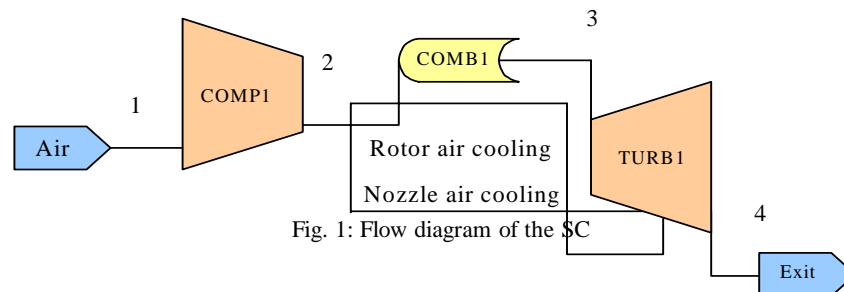 3
2
COMB1
1
COMP1
Air
Rotor air cooling
TURB1
Nozzle air cooling
4
Fig. 1: Flow diagram of the SC
Exit